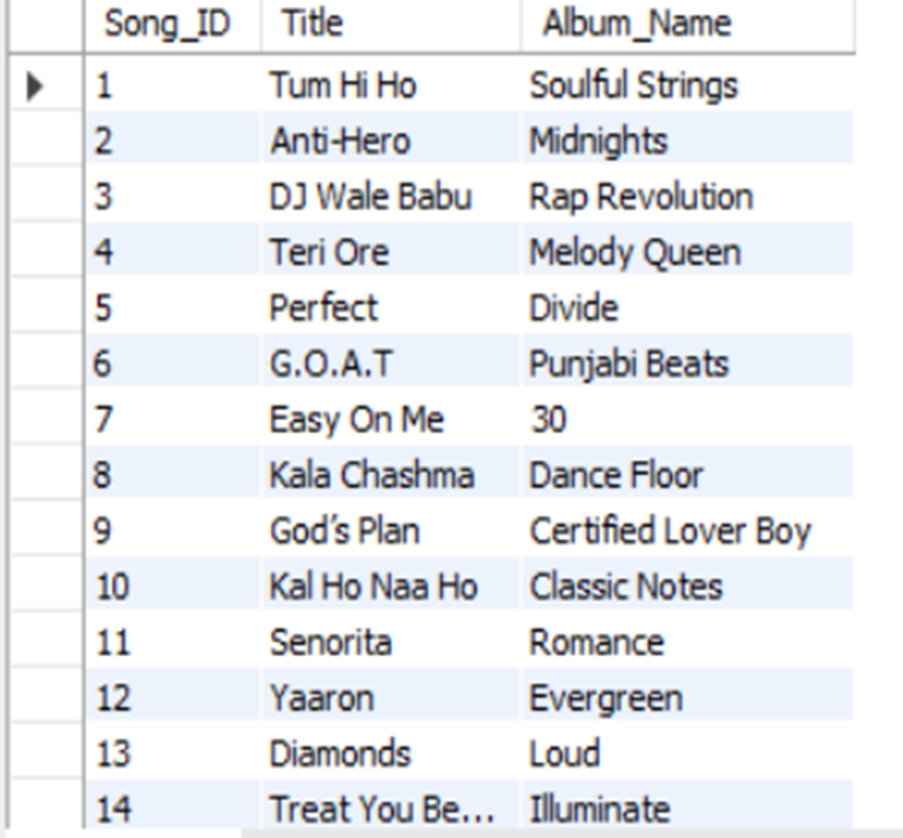 Song_ID Title Album_Name
1 Tum Hi Ho Soulful Strings
2 Anti-Hero Midnights
3 DJ Wale Babu Rap Revolution
4 Teri Ore Melody Queen
5 Perfect Divide
6 G.O.A.T Punjabi Beats
7 Easy On Me 30
8 Kala Chashma Dance Floor
9 God’s Plan Certified Lover Boy
10 Kal Ho Naa Ho Classic Notes
11 Senorita Romance
12 Yaaron Evergreen
13 Diamonds Loud
14 Treat You Be... Illuminate